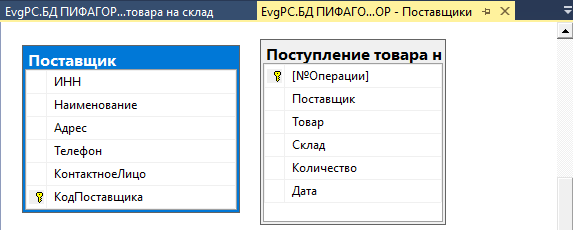 EvgPC.БД ПИФАГОР...товара на склад
EvgPC.БД ПИФАГО...ОР - Поставщики
Поставщик
ИНН
Наименование
Адрес
Телефон
КонтактноеЛицо
КодПоставщика
Поступление товара н
[№Операции]
Поставщик
Товар
Склад
Количество
Дата